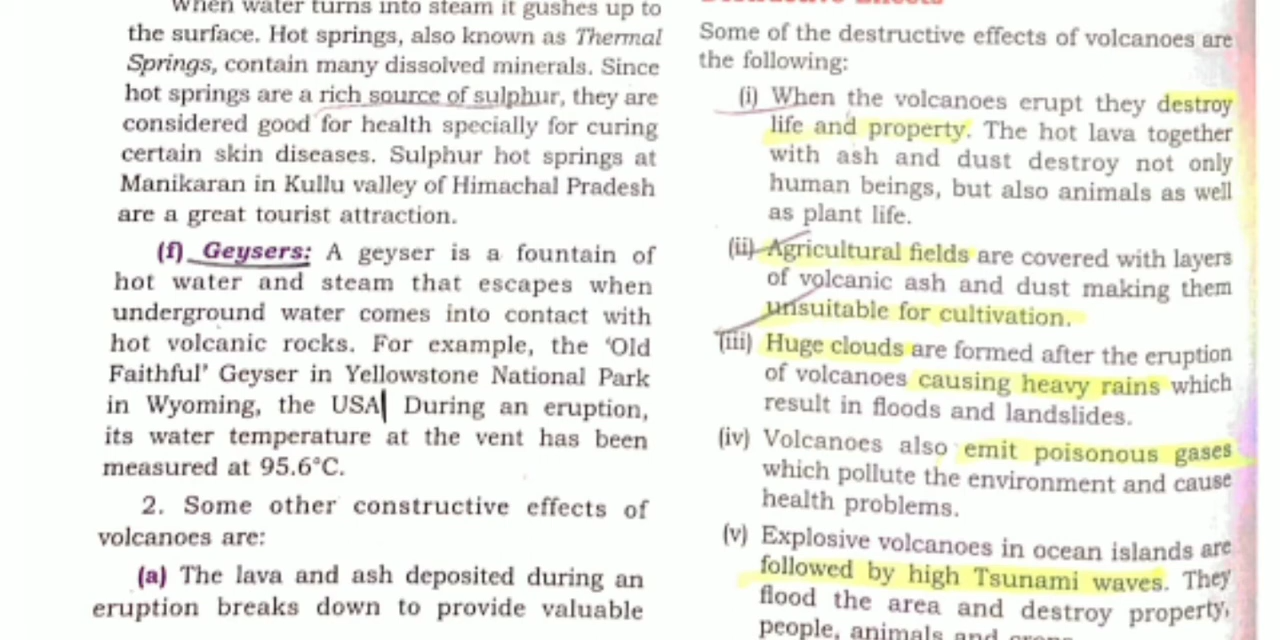 When water turns into steam it gushes up to
the surface. Hot springs, also known as Thermal
Springs, contain many dissolved minerals. Since
hot springs are a rich source of sulphur, they are
considered good for health specially for curing
certain skin diseases. Sulphur hot springs at
Manikaran in Kullu valley of Himachal Pradesh
are a great tourist attraction.
(f) Geysers: A geyser is a fountain of
hot water and steam that escapes when
underground water comes into contact with
hot volcanic rocks. For example, the 'Old
Faithful' Geyser in Yellowstone National Park
in Wyoming, the USA During an eruption,
its water temperature at the vent has been
measured at 95.6°C.
2. Some other constructive effects of
volcanoes are:
(a) The lava and ash deposited during an
eruption breaks down to provide valuable
Effects
Some of the destructive effects of volcanoes are
the following:
(i) When the volcanoes erupt they destroy
life and property. The hot lava together
with ash and dust destroy not only
human beings, but also animals as well
as plant life.
(ii) Agricultural fields are covered with layers
of volcanic ash and dust making them
unsuitable for cultivation.
(iii) Huge clouds are formed after the eruption
of volcanoes causing heavy rains which
result in floods and landslides.
(iv) Volcanoes also emit poisonous gases
which pollute the environment and cause
health problems.
(v) Explosive volcanoes in ocean islands are
followed by high Tsunami waves. They
flood the area and destroy property,
people, animals and